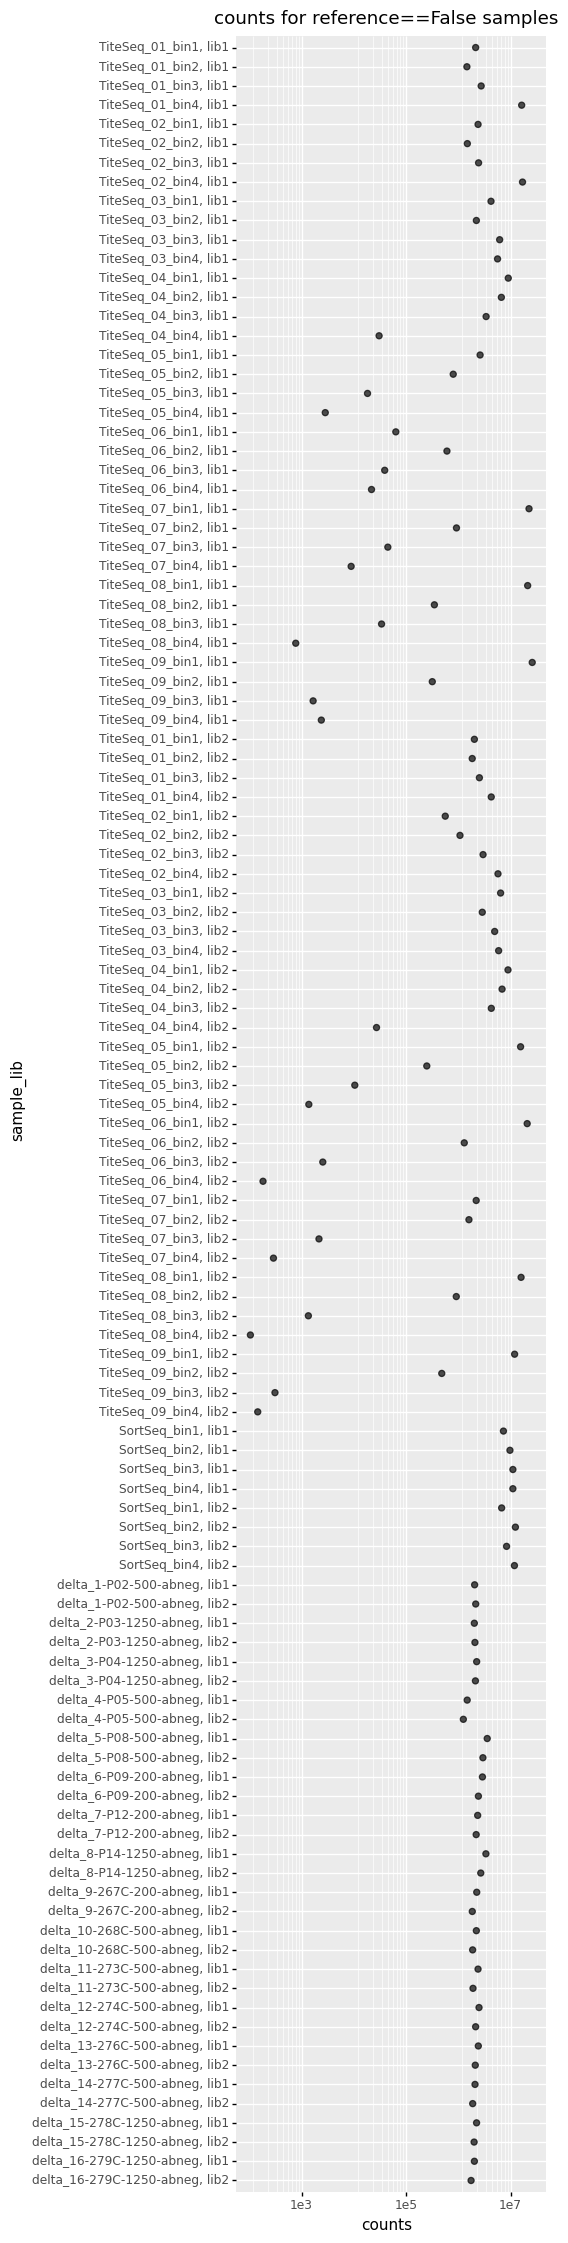 counts for reference==False samples
TiteSeq_01_bin1, lib1
TiteSeq_01_bin2, lib1
TiteSeq_01_bin3, lib1
TiteSeq_01_bin4, lib1
TiteSeq_02_bin1, lib1
TiteSeq_02_bin2, lib1
TiteSeq_02_bin3, lib1
TiteSeq_02_bin4, lib1
TiteSeq_03_bin1, lib1
TiteSeq_03_bin2, lib1
TiteSeq_03_bin3, lib1
TiteSeq_03_bin4, lib1
TiteSeq_04_bin1, lib1
TiteSeq_04_bin2, lib1
TiteSeq_04_bin3, lib1
TiteSeq_04_bin4, lib1
TiteSeq_05_bin1, lib1
TiteSeq_05_bin2, lib1
TiteSeq_05_bin3, lib1
TiteSeq_05_bin4, lib1
TiteSeq_06_bin1, lib1
TiteSeq_06_bin2, lib1
TiteSeq_06_bin3, lib1
TiteSeq_06_bin4, lib1
TiteSeq_07_bin1, lib1
TiteSeq_07_bin2, lib1
TiteSeq_07_bin3, lib1
TiteSeq_07_bin4, lib1
TiteSeq_08_bin1, lib1
TiteSeq_08_bin2, lib1
TiteSeq_08_bin3, lib1
TiteSeq_08_bin4, lib1
TiteSeq_09_bin1, lib1
TiteSeq_09_bin2, lib1
TiteSeq_09_bin3, lib1
TiteSeq_09_bin4, lib1
TiteSeq_01_bin1, lib2
TiteSeq_01_bin2, lib2
TiteSeq_01_bin3, lib2
TiteSeq_01_bin4, lib2
TiteSeq_02_bin1, lib2
TiteSeq_02_bin2, lib2
TiteSeq_02_bin3, lib2
TiteSeq_02_bin4, lib2
TiteSeq_03_bin1, lib2
TiteSeq_03_bin2, lib2
TiteSeq_03_bin3, lib2
TiteSeq_03_bin4, lib2
TiteSeq_04_bin1, lib2
TiteSeq_04_bin2, lib2
TiteSeq_04_bin3, lib2
TiteSeq_04_bin4, lib2
TiteSeq_05_bin1, lib2
TiteSeq_05_bin2, lib2
TiteSeq_05_bin3, lib2
TiteSeq_05_bin4, lib2
TiteSeq_06_bin1, lib2
TiteSeq_06_bin2, lib2
TiteSeq_06_bin3, lib2
TiteSeq_06_bin4, lib2
TiteSeq_07_bin1, lib2
TiteSeq_07_bin2, lib2
TiteSeq_07_bin3, lib2
TiteSeq_07_bin4, lib2
TiteSeq_08_bin1, lib2
TiteSeq_08_bin2, lib2
TiteSeq_08_bin3, lib2
TiteSeq_08_bin4, lib2
TiteSeq_09_bin1, lib2
TiteSeq_09_bin2, lib2
TiteSeq_09_bin3, lib2
TiteSeq_09_bin4, lib2
SortSeq_bin1, lib1
SortSeq_bin2, lib1
SortSeq_bin3, lib1
SortSeq_bin4, lib1
SortSeq_bin1, lib2
SortSeq_bin2, lib2
SortSeq_bin3, lib2
SortSeq_bin4, lib2
delta_1-P02-500-abneg, lib1
delta_1-P02-500-abneg, lib2
delta_2-P03-1250-abneg, lib1
delta_2-P03-1250-abneg, lib2
delta_3-P04-1250-abneg, lib1
delta_3-P04-1250-abneg, lib2
delta_4-P05-500-abneg, lib1
delta_4-P05-500-abneg, lib2
delta_5-P08-500-abneg, lib1
delta_5-P08-500-abneg, lib2
delta_6-P09-200-abneg, lib1
delta_6-P09-200-abneg, lib2
delta_7-P12-200-abneg, lib1
delta_7-P12-200-abneg, lib2
delta_8-P14-1250-abneg, lib1
delta_8-P14-1250-abneg, lib2
delta_9-267C-200-abneg, lib1
delta_9-267C-200-abneg, lib2
delta_10-268C-500-abneg, lib1
delta_10-268C-500-abneg, lib2
delta_11-273C-500-abneg, lib1
delta_11-273C-500-abneg, lib2
delta_12-274C-500-abneg, lib1
delta_12-274C-500-abneg, lib2
delta_13-276C-500-abneg, lib1
delta_13-276C-500-abneg, lib2
delta_14-277C-500-abneg, lib1
delta_14-277C-500-abneg, lib2
delta_15-278C-1250-abneg, lib1
delta_15-278C-1250-abneg, lib2
delta_16-279C-1250-abneg, lib1
delta_16-279C-1250-abneg, lib2
sample_lib
1e3 1e5 1e7
counts